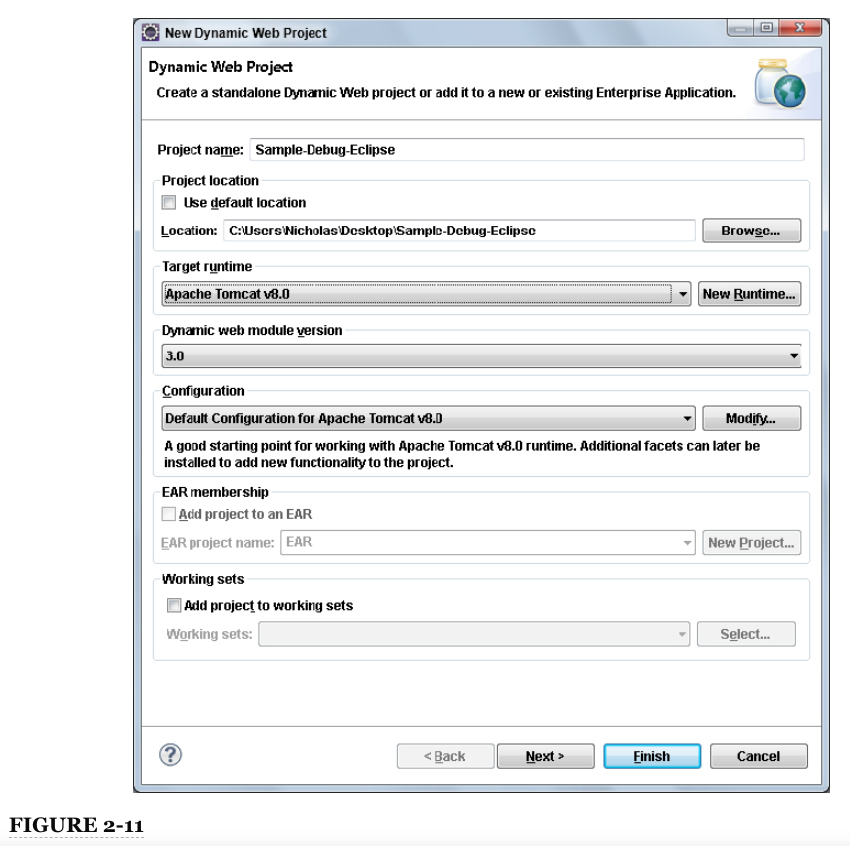 New Dynamic Web Project
Dynamic Web Project
Create a standalone Dynamic Web project or add it to a new or existing Enterprise Application.
Project name: Sample-Debug-Eclipse
Project location
Use default location
Location: C:\Users\Nicholas\Desktop\Sample-Debug-Eclipse Browse...
Target runtime
Apache Tomcat v8.0 New Runtime...
Dynamic web module version
3.0
Configuration
Default Configuration for Apache Tomcat v8.0 Modify...
A good starting point for working with Apache Tomcat v8.0 runtime. Additional facets can later be
installed to add new functionality to the project.
EAR membership
Add project to an EAR
EAR project name: EAR New Project...
Working sets
Add project to working sets
Working sets: Select...
? < Back Next > Finish Cancel
FIGURE 2-11